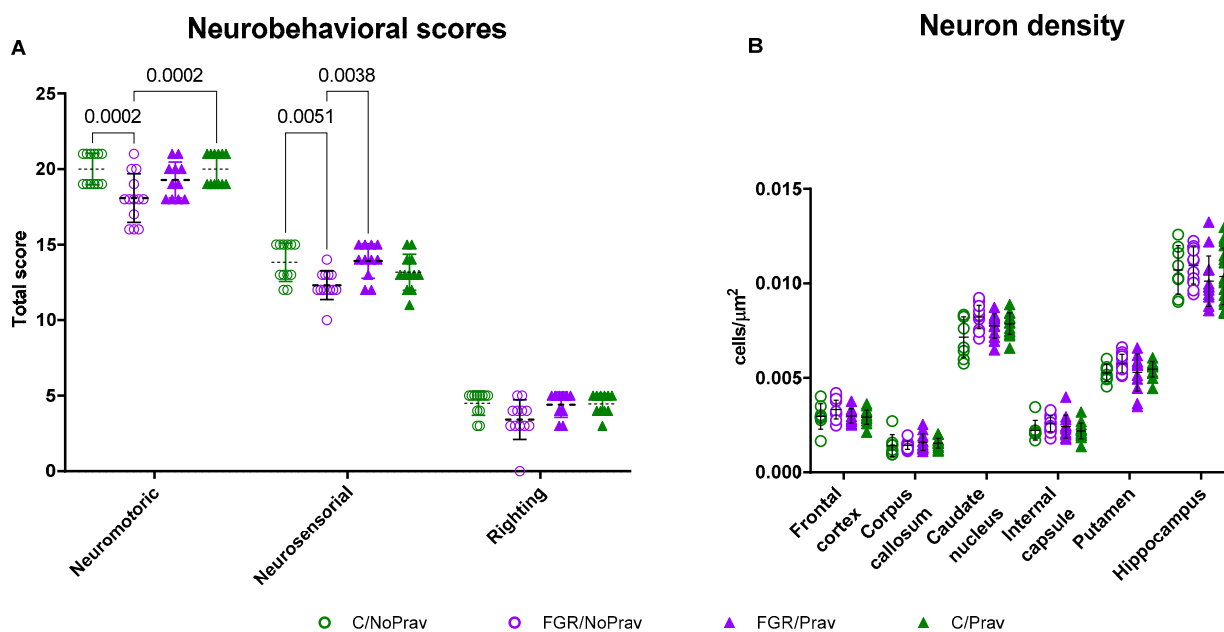 Neurobehavioral scores
Neuron density
A
B
0.0002
0.0038
0.0002
0.0051
25
20
15
10
5
0
Total score
Neuromotoric
Neurosensorial
Righting
0.015
0.010
0.005
0.000
cells/μm²
Frontal
cortex
Corpus
callosum
Caudate
nucleus
Internal
capsule
Putamen
Hippocampus
C/NoPrav
FGR/NoPrav
FGR/Prav
C/Prav